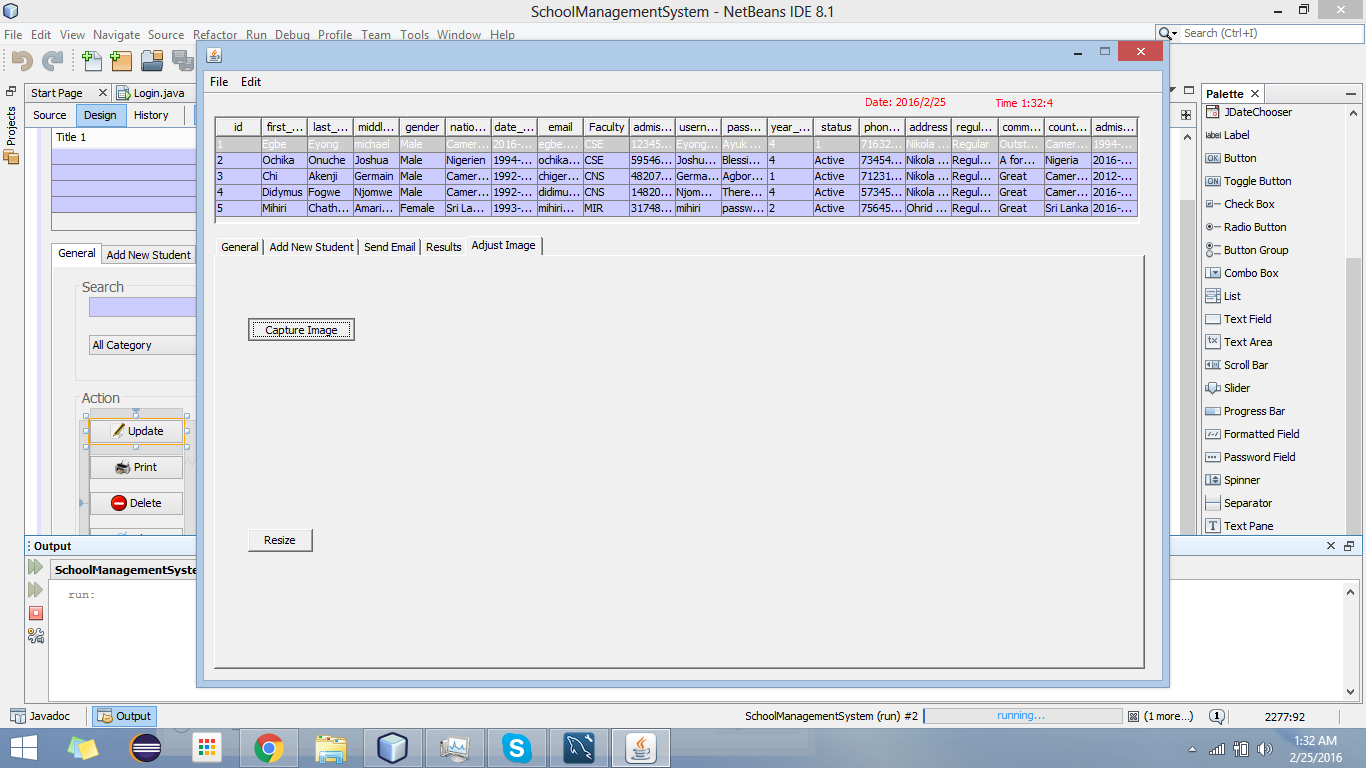 SchoolManagementSystem - NetBeans IDE 8.1
File Edit View Navigate Source Refactor Run Debug Profile Team Tools Window Help
Search (Ctrl+I)
Start Page Login.java
Source Design History
Projects
Title 1
General Add New Student
Search
All Category
Action
Update
Print
Delete
File Edit
Date: 2016/2/25 Time 1:32:4
id first_... last_... middl... gender natio... date_... email Faculty admis... usern... pass... year_... status phon... address regul... comm... count... admis...
1 Egbe Eyong michael Male Camer... 2016-... egbe.... CSE 12345... Eyong... Ayuk ... 4 1 71632... Nikola ... Regular Outst... Camer... 1994-...
2 Ochika Onuche Joshua Male Nigerien 1994-... ochika... CSE 59546... Joshu... Blessi... 4 Active 73454... Nikola ... Regul... A for... Nigeria 2016-...
3 Chi Akenji Germain Male Camer... 1992-... chiger... CNS 48207... Germa... Agbor... 1 Active 71231... Nikola ... Regul... Great Camer... 2012-...
4 Didymus Fogwe Njomwe Male Camer... 1992-... didimu... CNS 14820... Njom... There... 4 Active 57345... Nikola ... Regul... Great Camer... 2016-...
5 Mihiri Chath... Amari... Female Sri La... 1993-... mihiri... MIR 31748... mihiri passw... 2 Active 75645... Ohrid ... Regul... Great Sri Lanka 2016-...
General Add New Student Send Email Results Adjust Image
Capture Image
Resize
Palette
JDateChooser
label Label
OK Button
ON Toggle Button
Check Box
Radio Button
Button Group
Combo Box
List
Text Field
Text Area
Scroll Bar
Slider
Progress Bar
Formatted Field
Password Field
Spinner
Separator
T Text Pane
Output
SchoolManagementSyste
run:
Javadoc Output
SchoolManagementSystem (run) #2 running... (1 more...) 1 2277:92
1:32 AM
2/25/2016